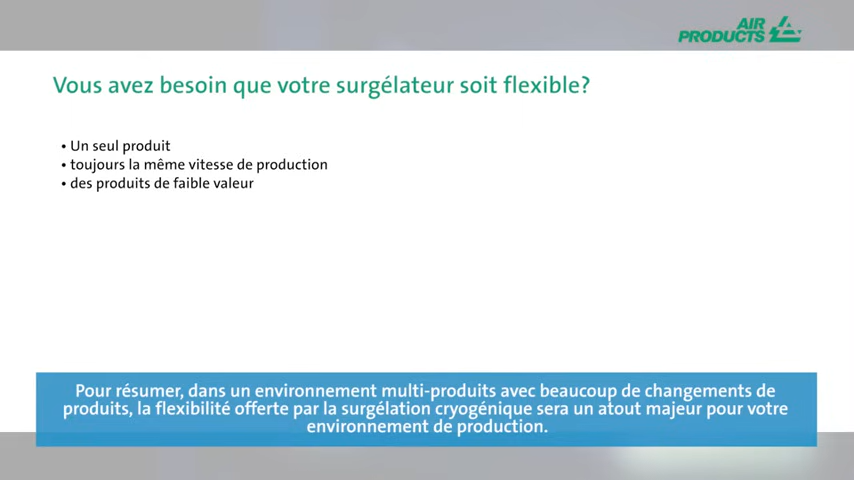 AIR
PRODUCTS
Vous avez besoin que votre surgélateur soit flexible?
• Un seul produit
• toujours la même vitesse de production
• des produits de faible valeur
Pour résumer, dans un environnement multi-produits avec beaucoup de changements de
produits, la flexibilité offerte par la surgélation cryogénique sera un atout majeur pour votre
environnement de production.